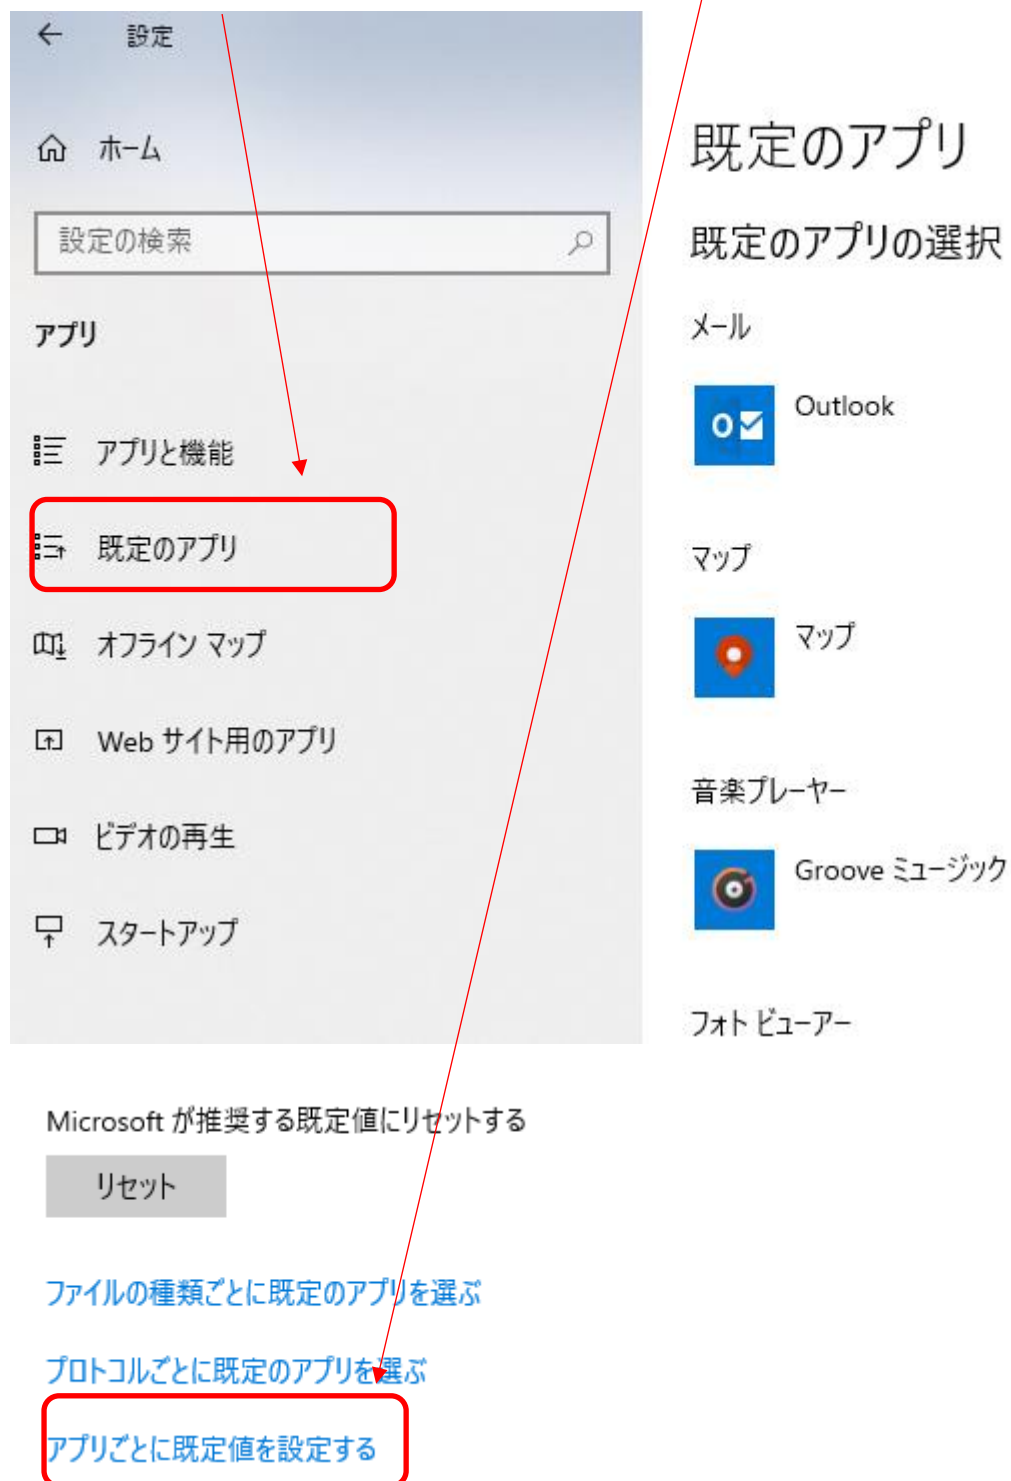 設定
ホーム
設定の検索
アプリ
アプリと機能
既定のアプリ
オフライン マップ
Web サイト用のアプリ
ビデオの再生
スタートアップ
既定のアプリ
既定のアプリの選択
メール
Outlook
マップ
マップ
音楽プレーヤー
Groove ミュージック
フォト ビューアー
Microsoft が推奨する既定値にリセットする
リセット
ファイルの種類ごとに既定のアプリを選ぶ
プロトコルごとに既定のアプリを選ぶ
アプリごとに既定値を設定する